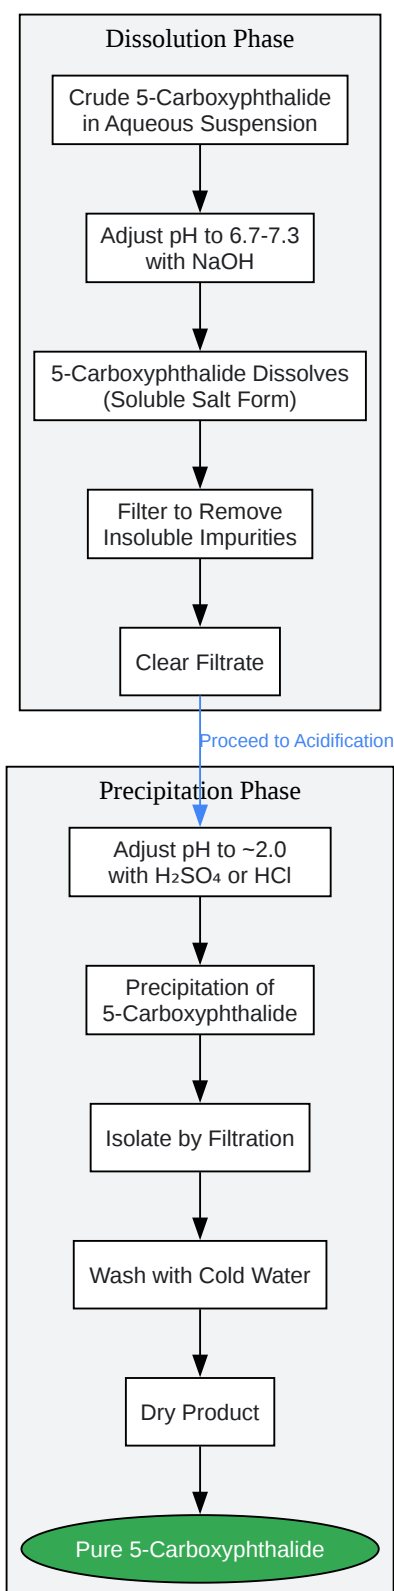 Dissolution Phase
Crude 5-Carboxyphthalide
in Aqueous Suspension
Adjust pH to 6.7-7.3
with NaOH
5-Carboxyphthalide Dissolves
(Soluble Salt Form)
Filter to Remove
Insoluble Impurities
Clear Filtrate
Proceed to Acidification
Precipitation Phase
Adjust pH to ~2.0
with H₂SO₄ or HCl
Precipitation of
5-Carboxyphthalide
Isolate by Filtration
Wash with Cold Water
Dry Product
Pure 5-Carboxyphthalide